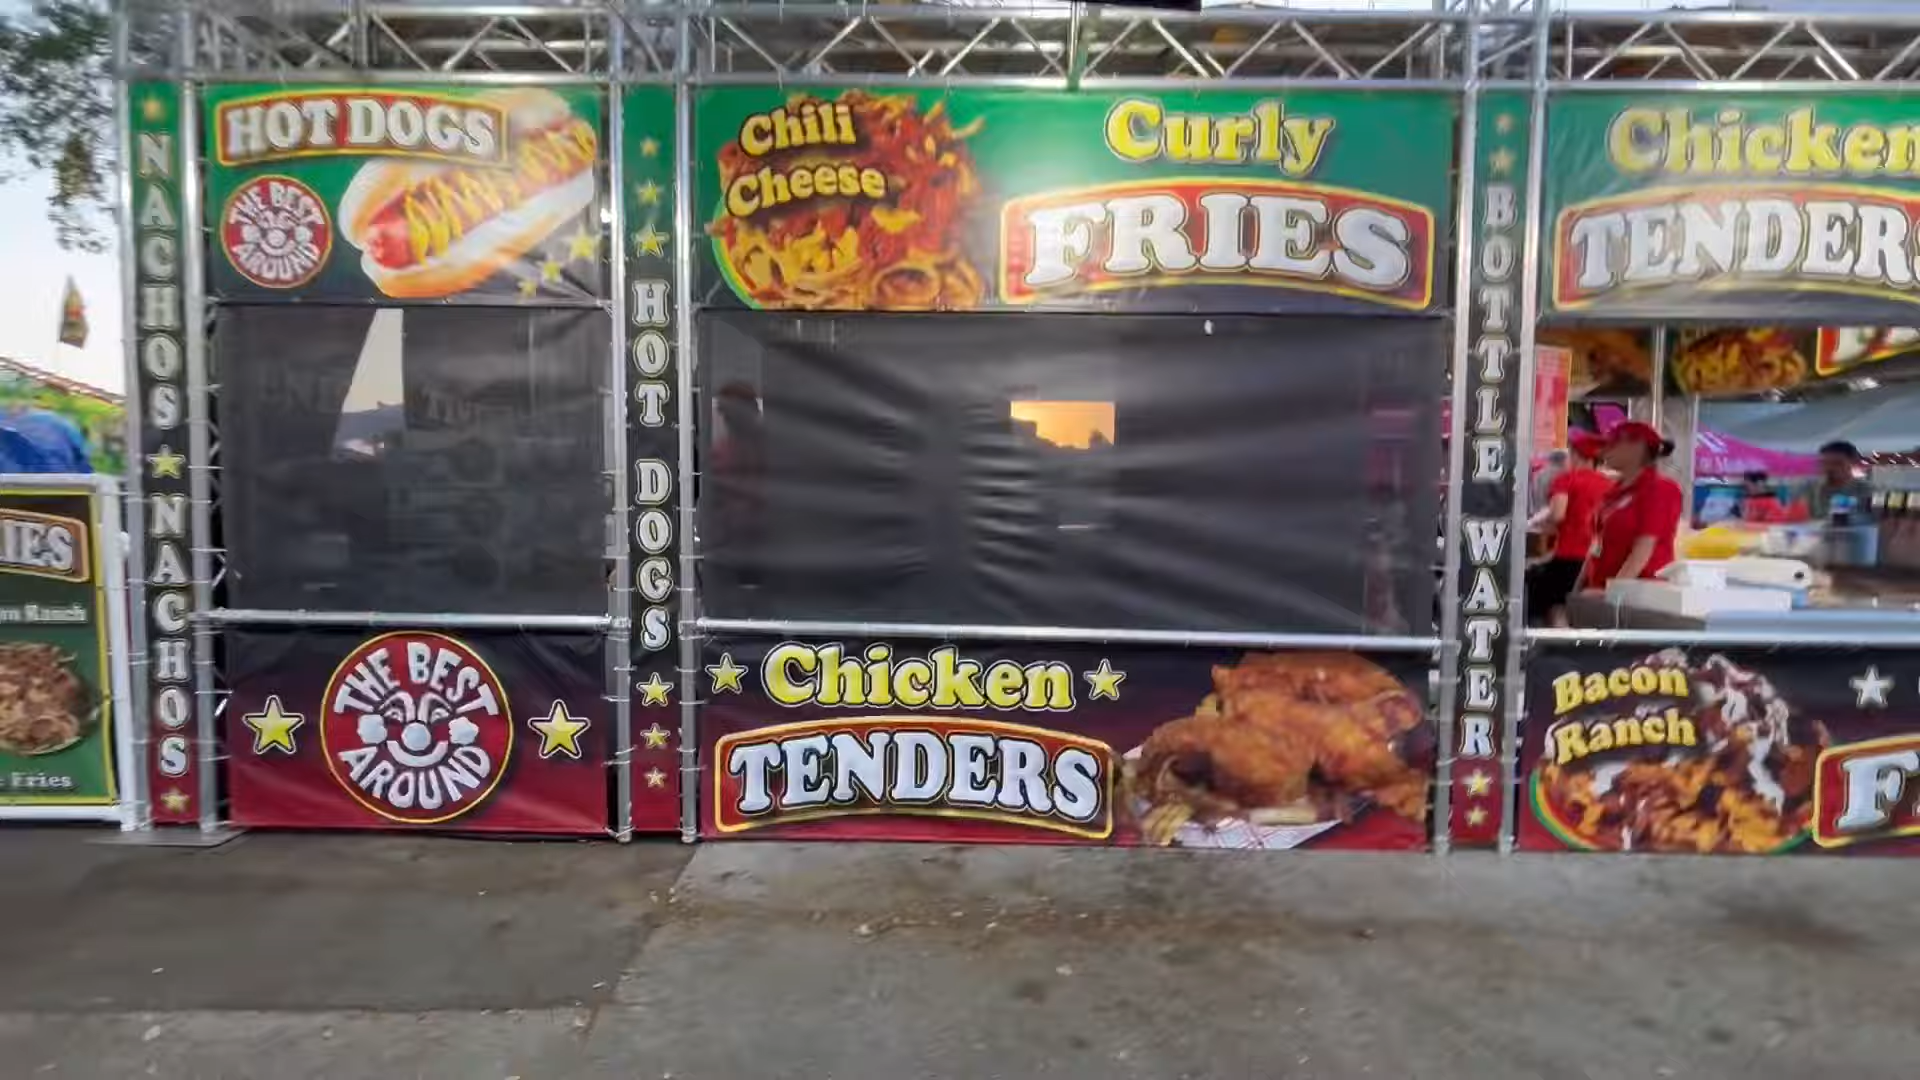 NACHOS ★ NACHOS
HOT DOGS
THE BEST
AROUND
HOT DOGS
Chili
Cheese
Curly
FRIES
BOTTLE WATER
Chicken
TENDERS
IES
Ranch
Fries
THE BEST
AROUND
Chicken
TENDERS
Bacon
Ranch
F